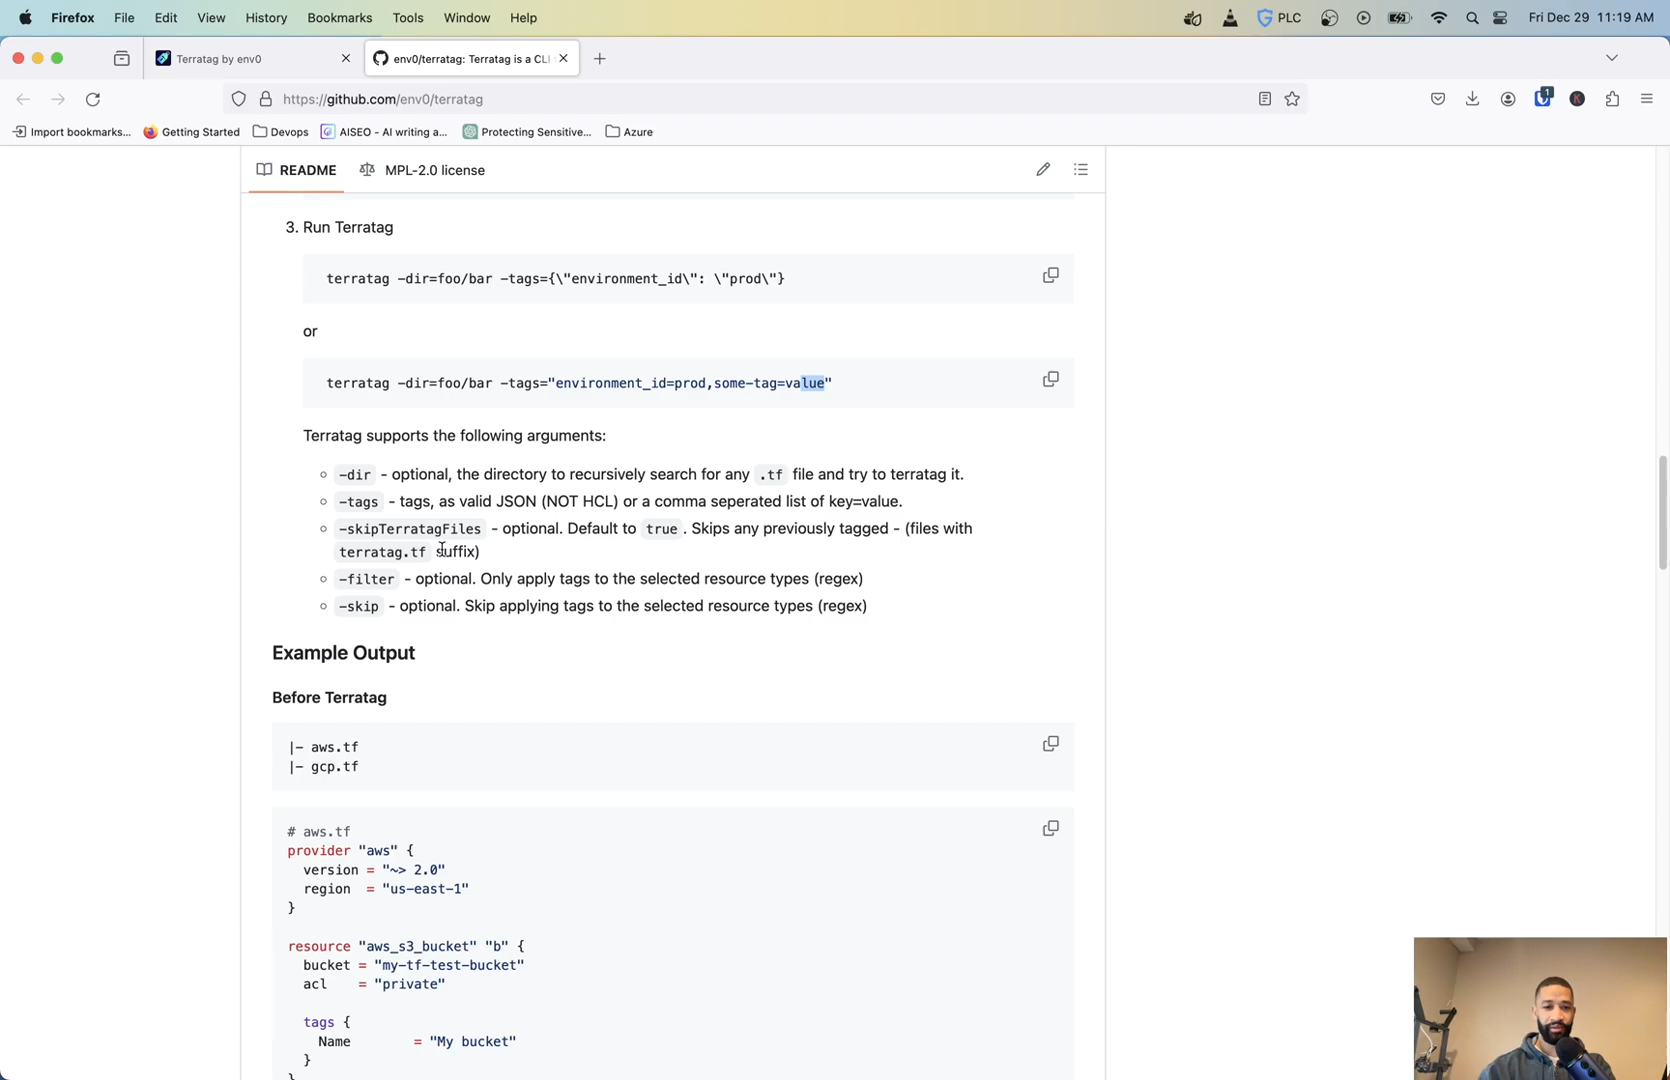 Firefox File Edit View History Bookmarks Tools Window Help PLC Fri Dec 29 11:19 AM
Terratag by env0 env0/terratag: Terratag is a CLI
https://github.com/env0/terratag 1 K
Import bookmarks... Getting Started Devops AISEO - AI writing a... Protecting Sensitive... Azure
README MPL-2.0 license
3. Run Terratag
terratag -dir=foo/bar -tags={\"environment_id\": \"prod\"}
or
terratag -dir=foo/bar -tags="environment_id=prod,some-tag=value"
Terratag supports the following arguments:
-dir - optional, the directory to recursively search for any .tf file and try to terratag it.
-tags - tags, as valid JSON (NOT HCL) or a comma seperated list of key=value.
-skipTerratagFiles - optional. Default to true. Skips any previously tagged - (files with
terratag.tf suffix)
-filter - optional. Only apply tags to the selected resource types (regex)
-skip - optional. Skip applying tags to the selected resource types (regex)
Example Output
Before Terratag
|- aws.tf
|- gcp.tf
# aws.tf
provider "aws" {
version = "~> 2.0"
region = "us-east-1"
}
resource "aws_s3_bucket" "b" {
bucket = "my-tf-test-bucket"
acl = "private"
tags {
Name = "My bucket"
}
}